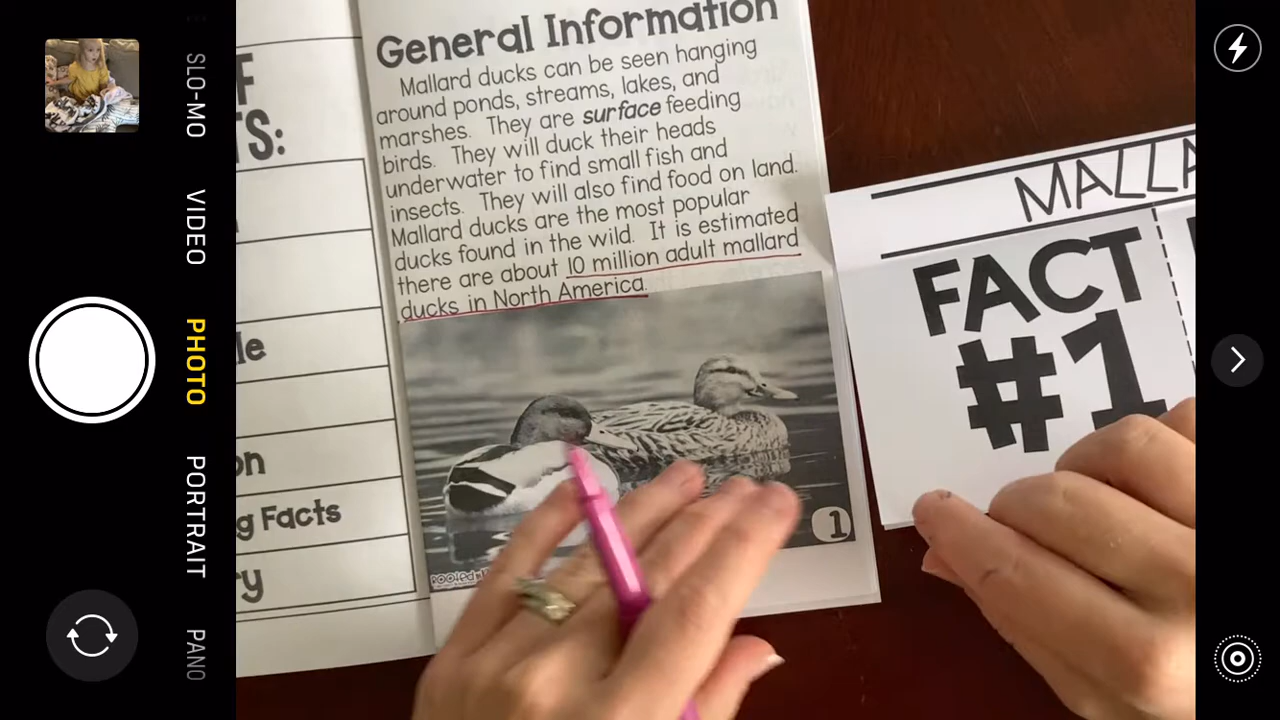 SLO-MO
VIDEO
PHOTO
PORTRAIT
PANO
General Information
Mallard ducks can be seen hanging
around ponds, streams, lakes, and
marshes. They are surface feeding
birds. They will duck their heads
underwater to find small fish and
insects. They will also find food on land.
Mallard ducks are the most popular
ducks found in the wild. It is estimated
there are about 10 million adult mallard
ducks in North America.
1
Facts
MALLA
FACT
#1